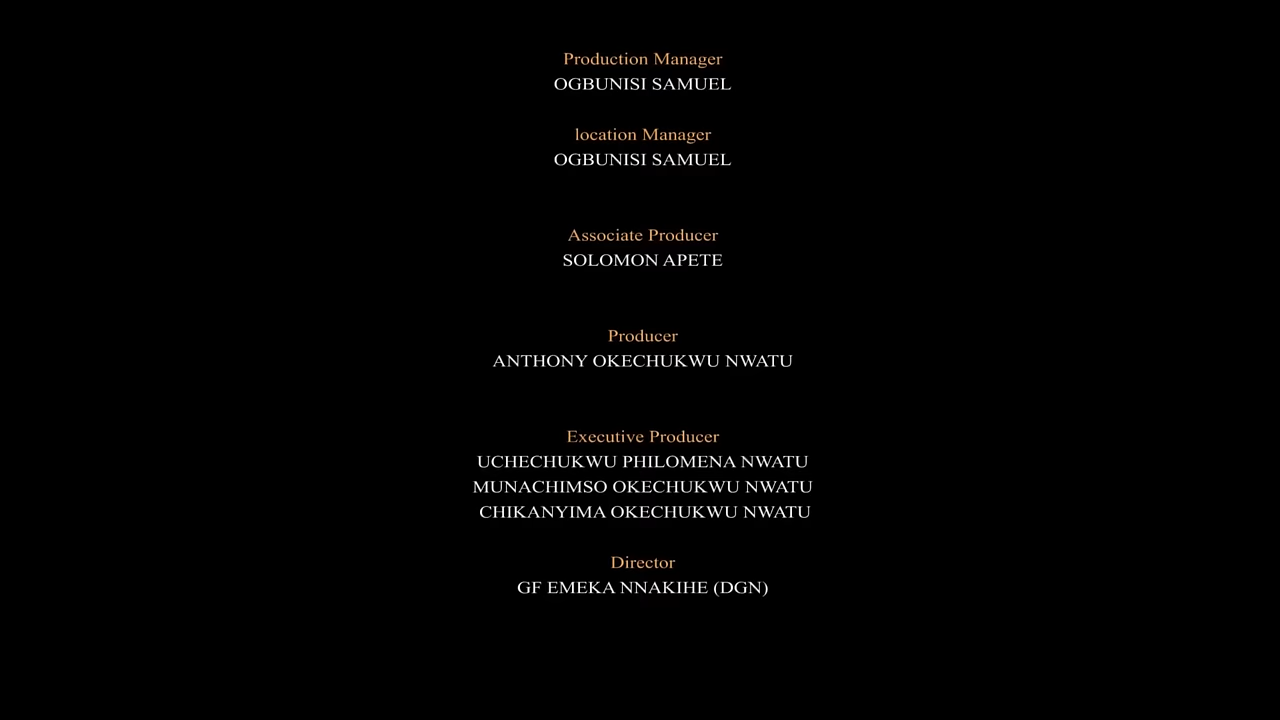 Production Manager
OGBUNISI SAMUEL
location Manager
OGBUNISI SAMUEL
Associate Producer
SOLOMON APETE
Producer
ANTHONY OKECHUKWU NWATU
Executive Producer
UCHECHUKWU PHILOMENA NWATU
MUNACHIMSO OKECHUKWU NWATU
CHIKANYIMA OKECHUKWU NWATU
Director
GF EMEKA NNAKIHE (DGN)